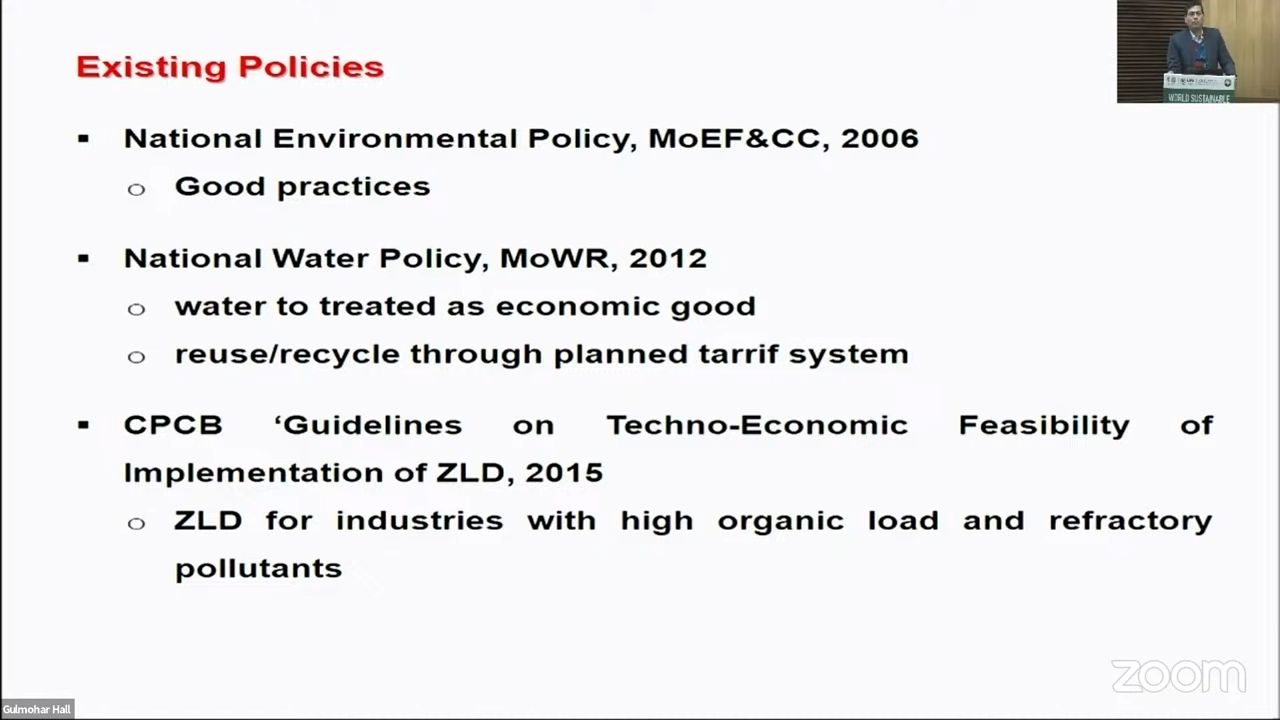 Existing Policies
WORLD SUSTAINABLE
▪ National Environmental Policy, MoEF&CC, 2006
o Good practices
▪ National Water Policy, MoWR, 2012
o water to treated as economic good
o reuse/recycle through planned tarrif system
▪ CPCB ‘Guidelines on Techno-Economic Feasibility of
Implementation of ZLD, 2015
o ZLD for industries with high organic load and refractory
pollutants
zoom
Gulmohar Hall